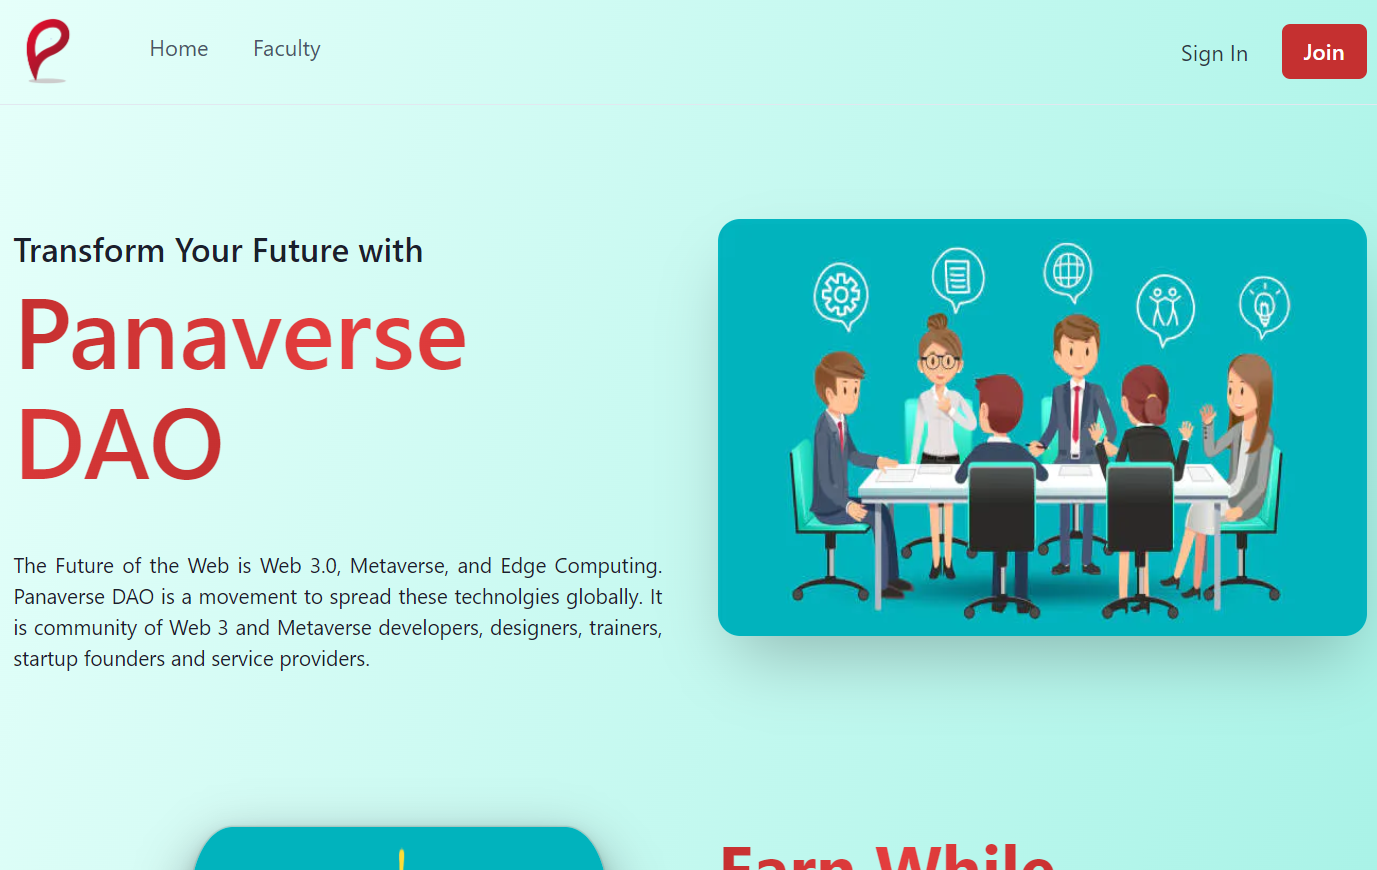 Home Faculty Sign In Join
Transform Your Future with
Panaverse
DAO
The Future of the Web is Web 3.0, Metaverse, and Edge Computing.
Panaverse DAO is a movement to spread these technolgies globally. It
is community of Web 3 and Metaverse developers, designers, trainers,
startup founders and service providers.
Earn While